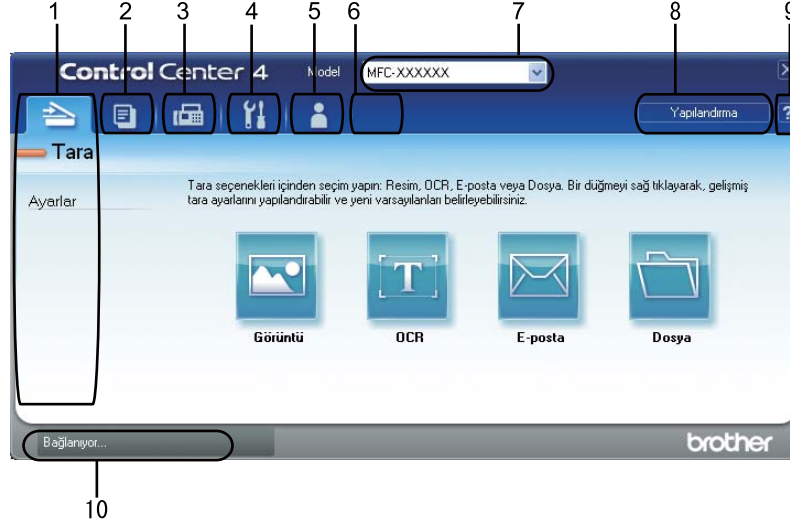 1 2 3 4 5 6 7 8 9
Control Center 4 Model MFC-XXXXXX
Yapılandırma ?
Tara
Tara seçenekleri içinden seçim yapın: Resim, OCR, E-posta veya Dosya. Bir düğmeyi sağ tıklayarak, gelişmiş
Ayarlar
tara ayarlarını yapılandırabilir ve yeni varsayılanları belirleyebilirsiniz.
T
Görüntü OCR E-posta Dosya
Bağlanıyor...
brother
10